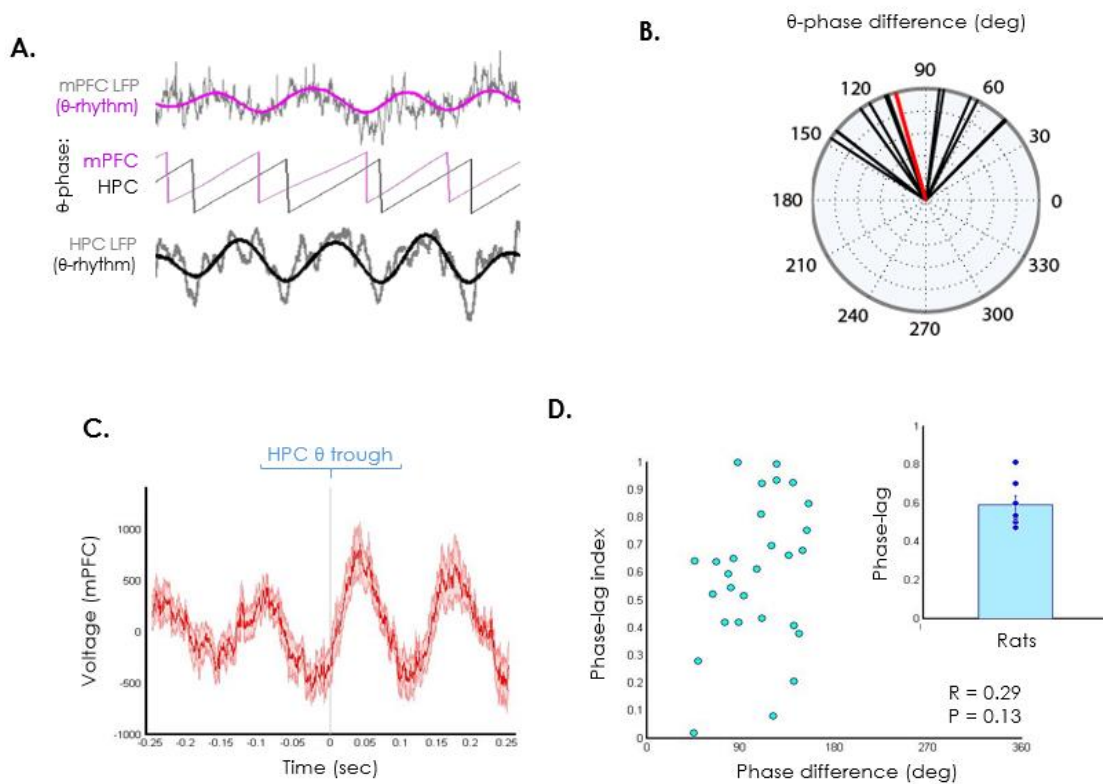 A.
mPFC LFP
(θ-rhythm)
θ-phase:
mPFC
HPC
HPC LFP
(θ-rhythm)
B.
θ-phase difference (deg)
90
120
60
150
30
180
0
210
330
240
300
270
C.
HPC θ trough
Voltage (mPFC)
1000
500
0
-500
-1000
-0.25 -0.2 -0.15 -0.1 -0.05 0 0.05 0.1 0.15 0.2 0.25
Time (sec)
D.
Phase-lag index
1
0.9
0.8
0.7
0.6
0.5
0.4
0.3
0.2
0.1
0
0 90 180 270 360
Phase difference (deg)
Phase-lag
1
0.8
0.6
0.4
0.2
0
Rats
R = 0.29
P = 0.13